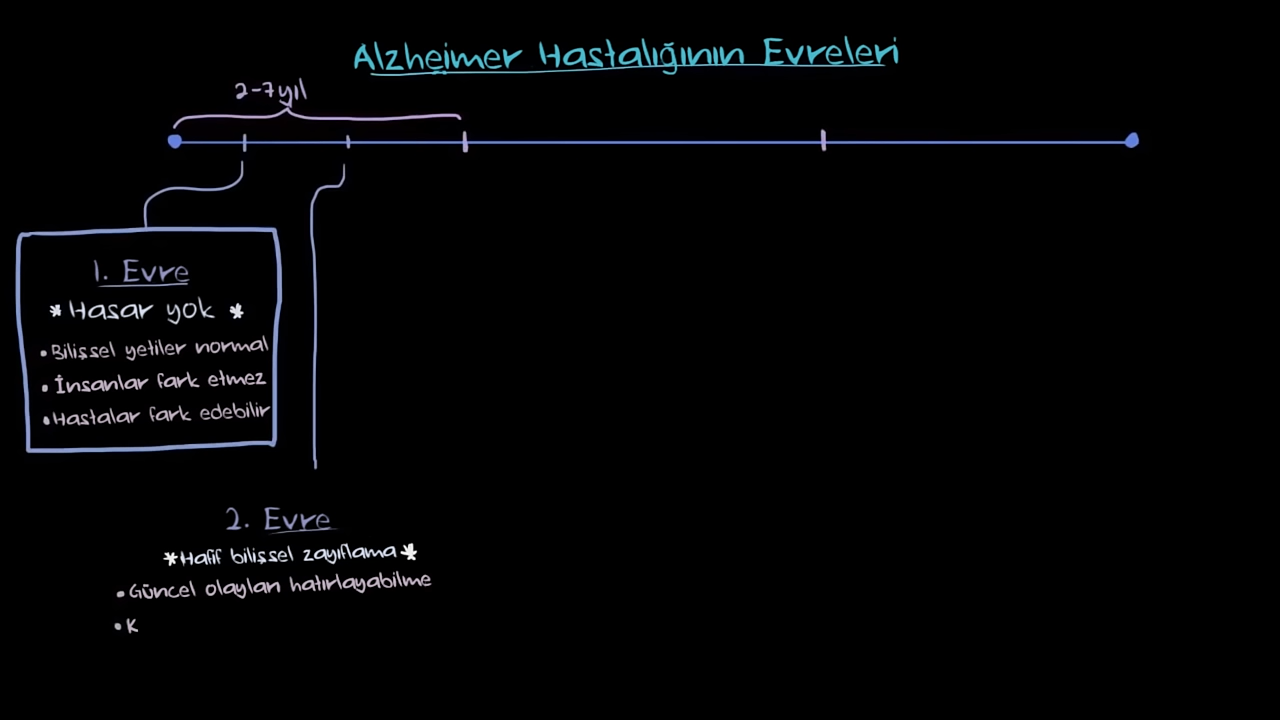 Alzheimer Hastalığının Evreleri
2-7 yıl
1. Evre
*Hasar yok *
• Bilişsel yetiler normal
• İnsanlar fark etmez
• Hastalar fark edebilir
2. Evre
*Hafif bilişsel zayıflama*
• Güncel olayları hatırlayabilme
• K